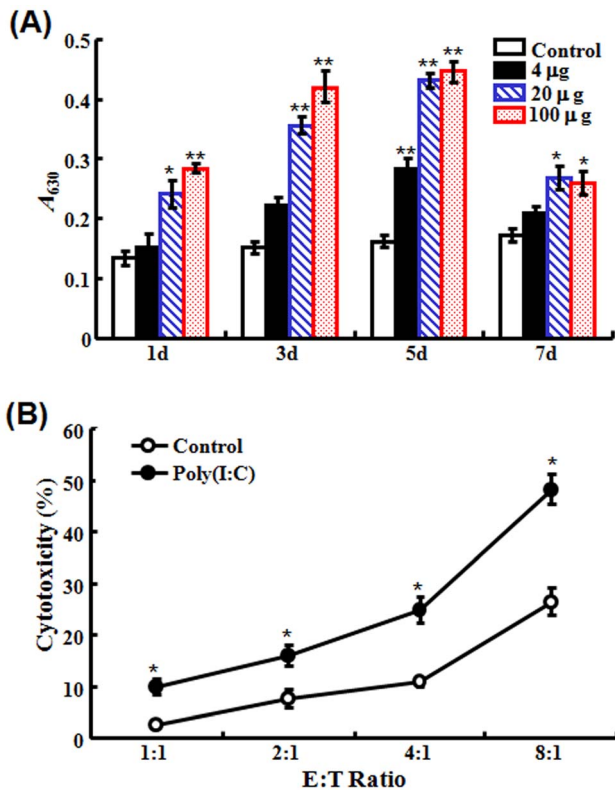 (A)
0.5
0.4
0.3
0.2
0.1
0
A630
Control
4 μg
20 μ g
100 μ g
* **
** **
** ** **
* *
1d 3d 5d 7d
(B)
60
50
40
30
20
10
0
Cytotoxicity (%)
Control
Poly(I:C)
* * * *
1:1 2:1 4:1 8:1
E:T Ratio